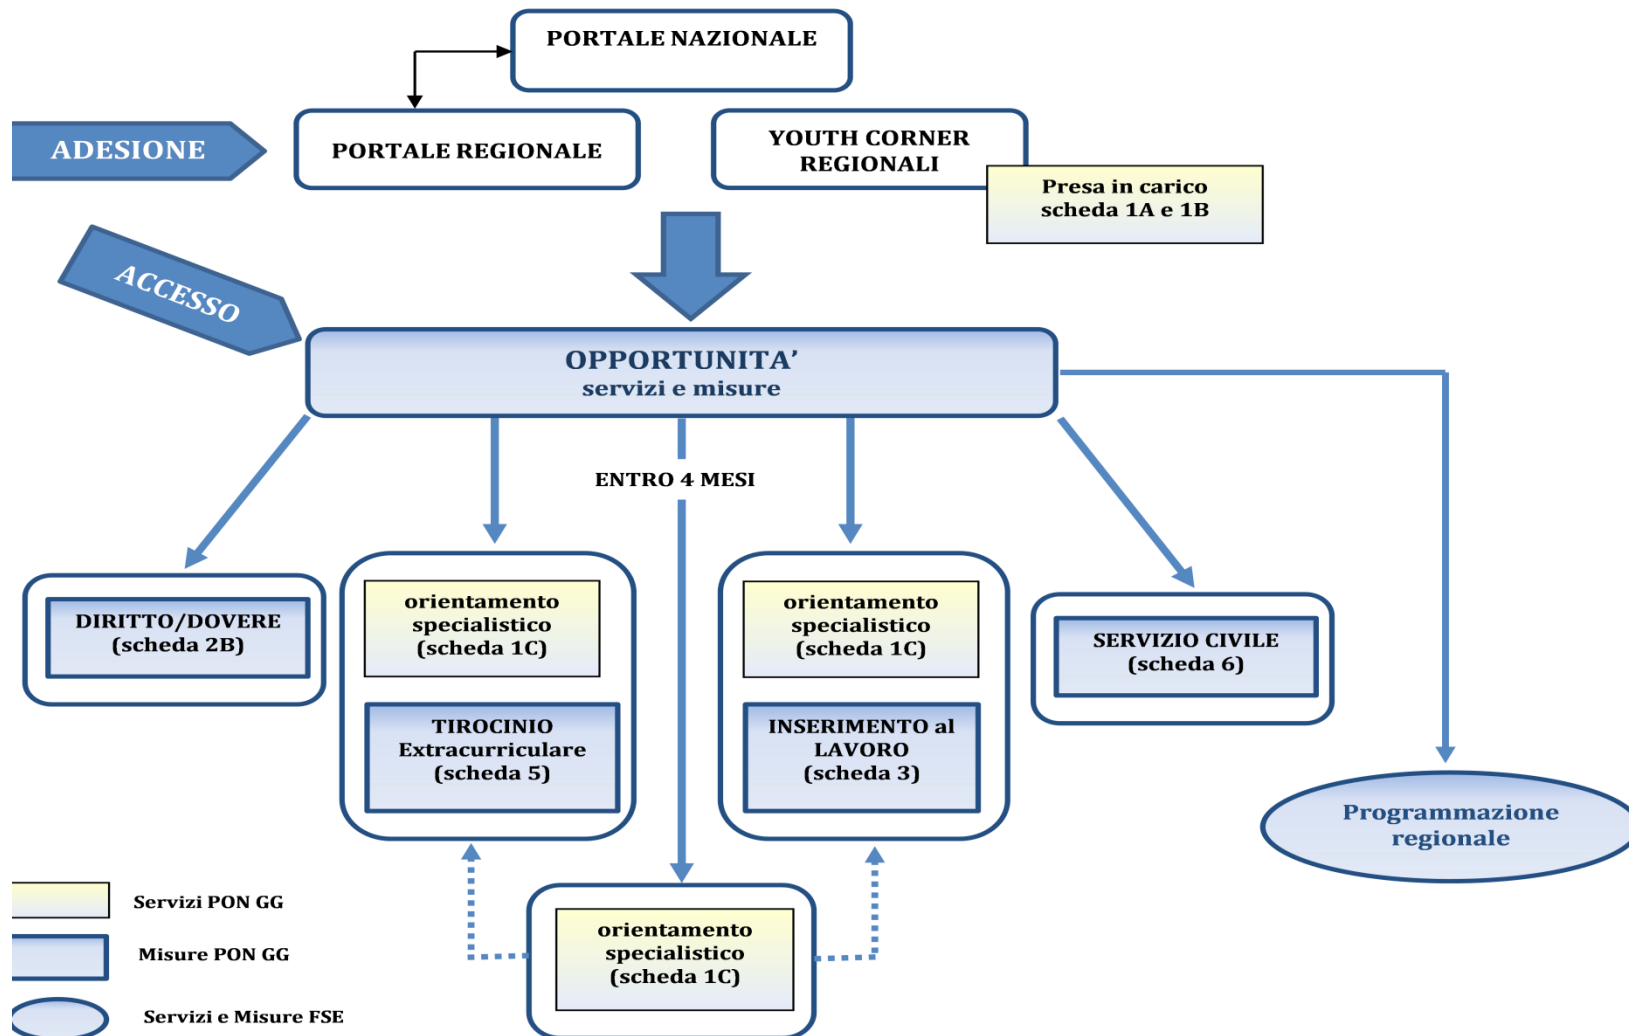 PORTALE NAZIONALE
ADESIONE
PORTALE REGIONALE
YOUTH CORNER
REGIONALI
Presa in carico
scheda 1A e 1B
ACCESSO
OPPORTUNITA’
servizi e misure
ENTRO 4 MESI
DIRITTO/DOVERE
(scheda 2B)
orientamento
specialistico
(scheda 1C)
TIROCINIO
Extracurriculare
(scheda 5)
orientamento
specialistico
(scheda 1C)
INSERIMENTO al
LAVORO
(scheda 3)
SERVIZIO CIVILE
(scheda 6)
Programmazione
regionale
orientamento
specialistico
(scheda 1C)
Servizi PON GG
Misure PON GG
Servizi e Misure FSE